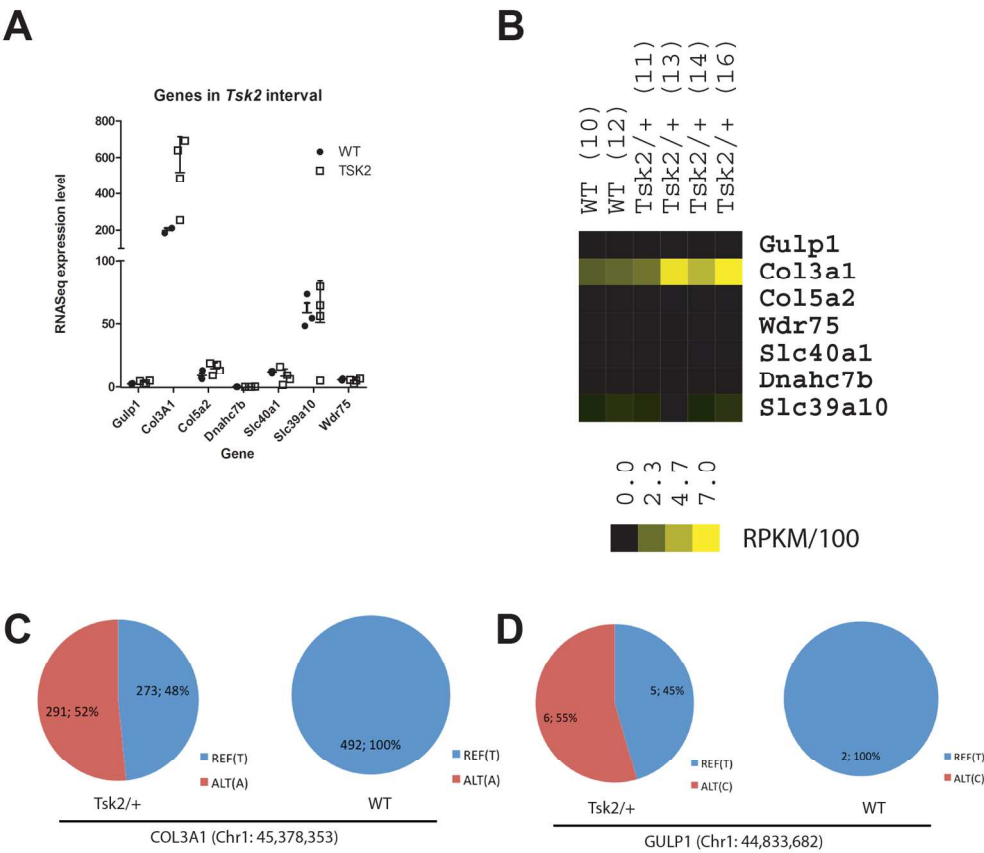 A
Genes in Tsk2 interval
RNASeq expression level
800
600
400
200
100
50
0
WT
TSK2
Gulp1
Col3A1
Col5a2
Dnahc7b
Slc40a1
Slc39a10
Wdr75
Gene
B
WT (10)
WT (12)
Tsk2/+ (11)
Tsk2/+ (13)
Tsk2/+ (14)
Tsk2/+ (16)
Gulp1
Col3a1
Col5a2
Wdr75
Slc40a1
Dnahc7b
Slc39a10
0.0
2.3
4.7
7.0
RPKM/100
C
273; 48%
291; 52%
REF(T)
ALT(A)
Tsk2/+
492; 100%
REF(T)
ALT(A)
WT
COL3A1 (Chr1: 45,378,353)
D
5; 45%
6; 55%
REF(T)
ALT(C)
Tsk2/+
2; 100%
REF(T)
ALT(C)
WT
GULP1 (Chr1: 44,833,682)